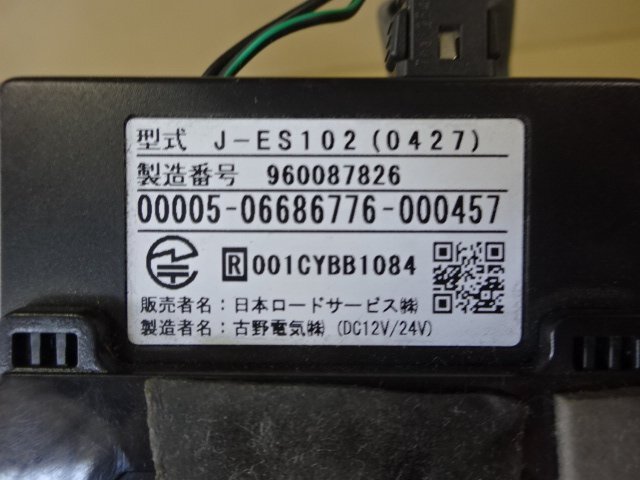 型式 J-ES102(0427)
製造番号 960087826
00005-06686776-000457
R 001CYBB1084
販売者名：日本ロードサービス㈱
製造者名：古野電気㈱ (DC12V/24V)